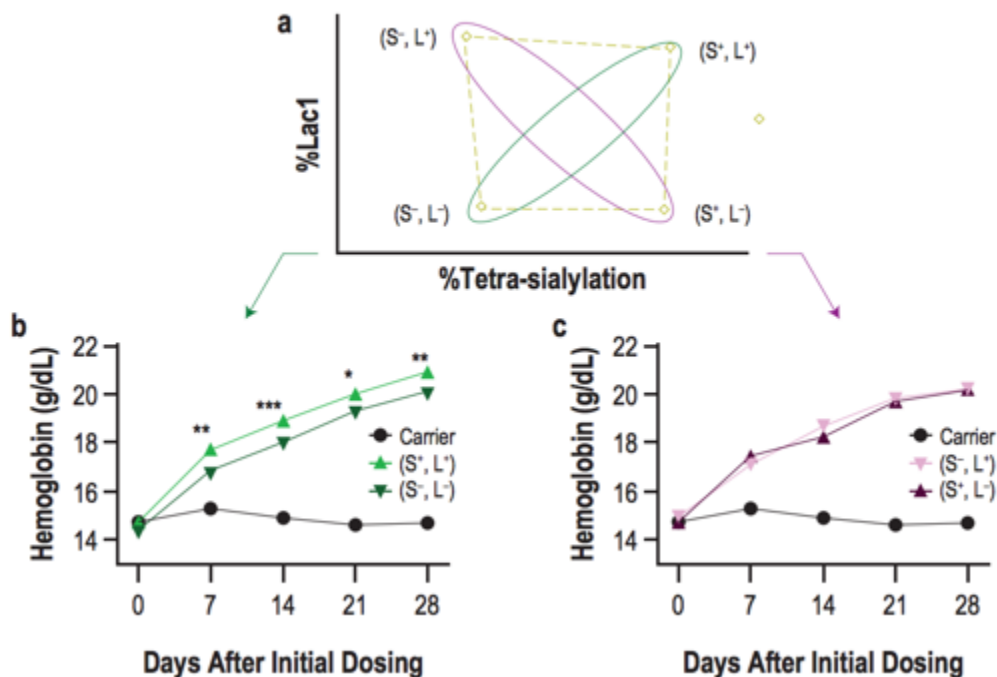 a
(S⁻, L⁺)
(S⁺, L⁺)
%Lac1
(S⁻, L⁻)
(S⁺, L⁻)
%Tetra-sialylation
b
Hemoglobin (g/dL)
22
20
18
16
14
**
***
*
**
Carrier
(S⁺, L⁺)
(S⁻, L⁻)
0 7 14 21 28
Days After Initial Dosing
c
Hemoglobin (g/dL)
22
20
18
16
14
Carrier
(S⁻, L⁺)
(S⁺, L⁻)
0 7 14 21 28
Days After Initial Dosing